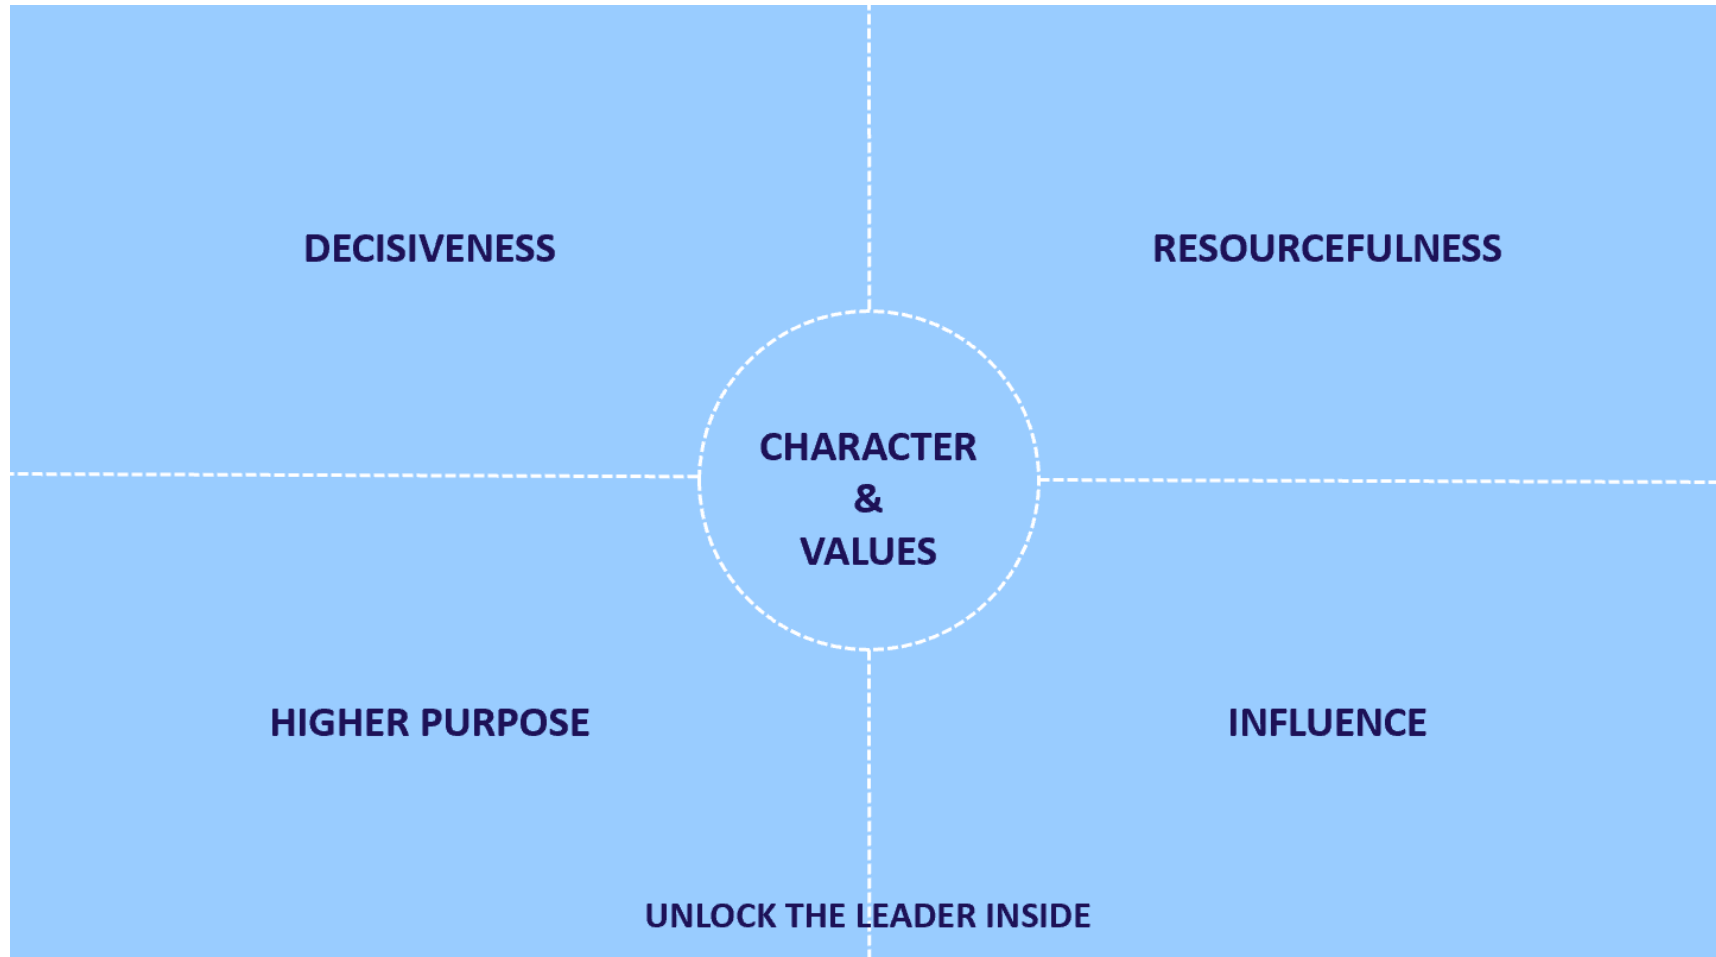 DECISIVENESS
RESOURCEFULNESS
CHARACTER
&
VALUES
HIGHER PURPOSE
INFLUENCE
UNLOCK THE LEADER INSIDE